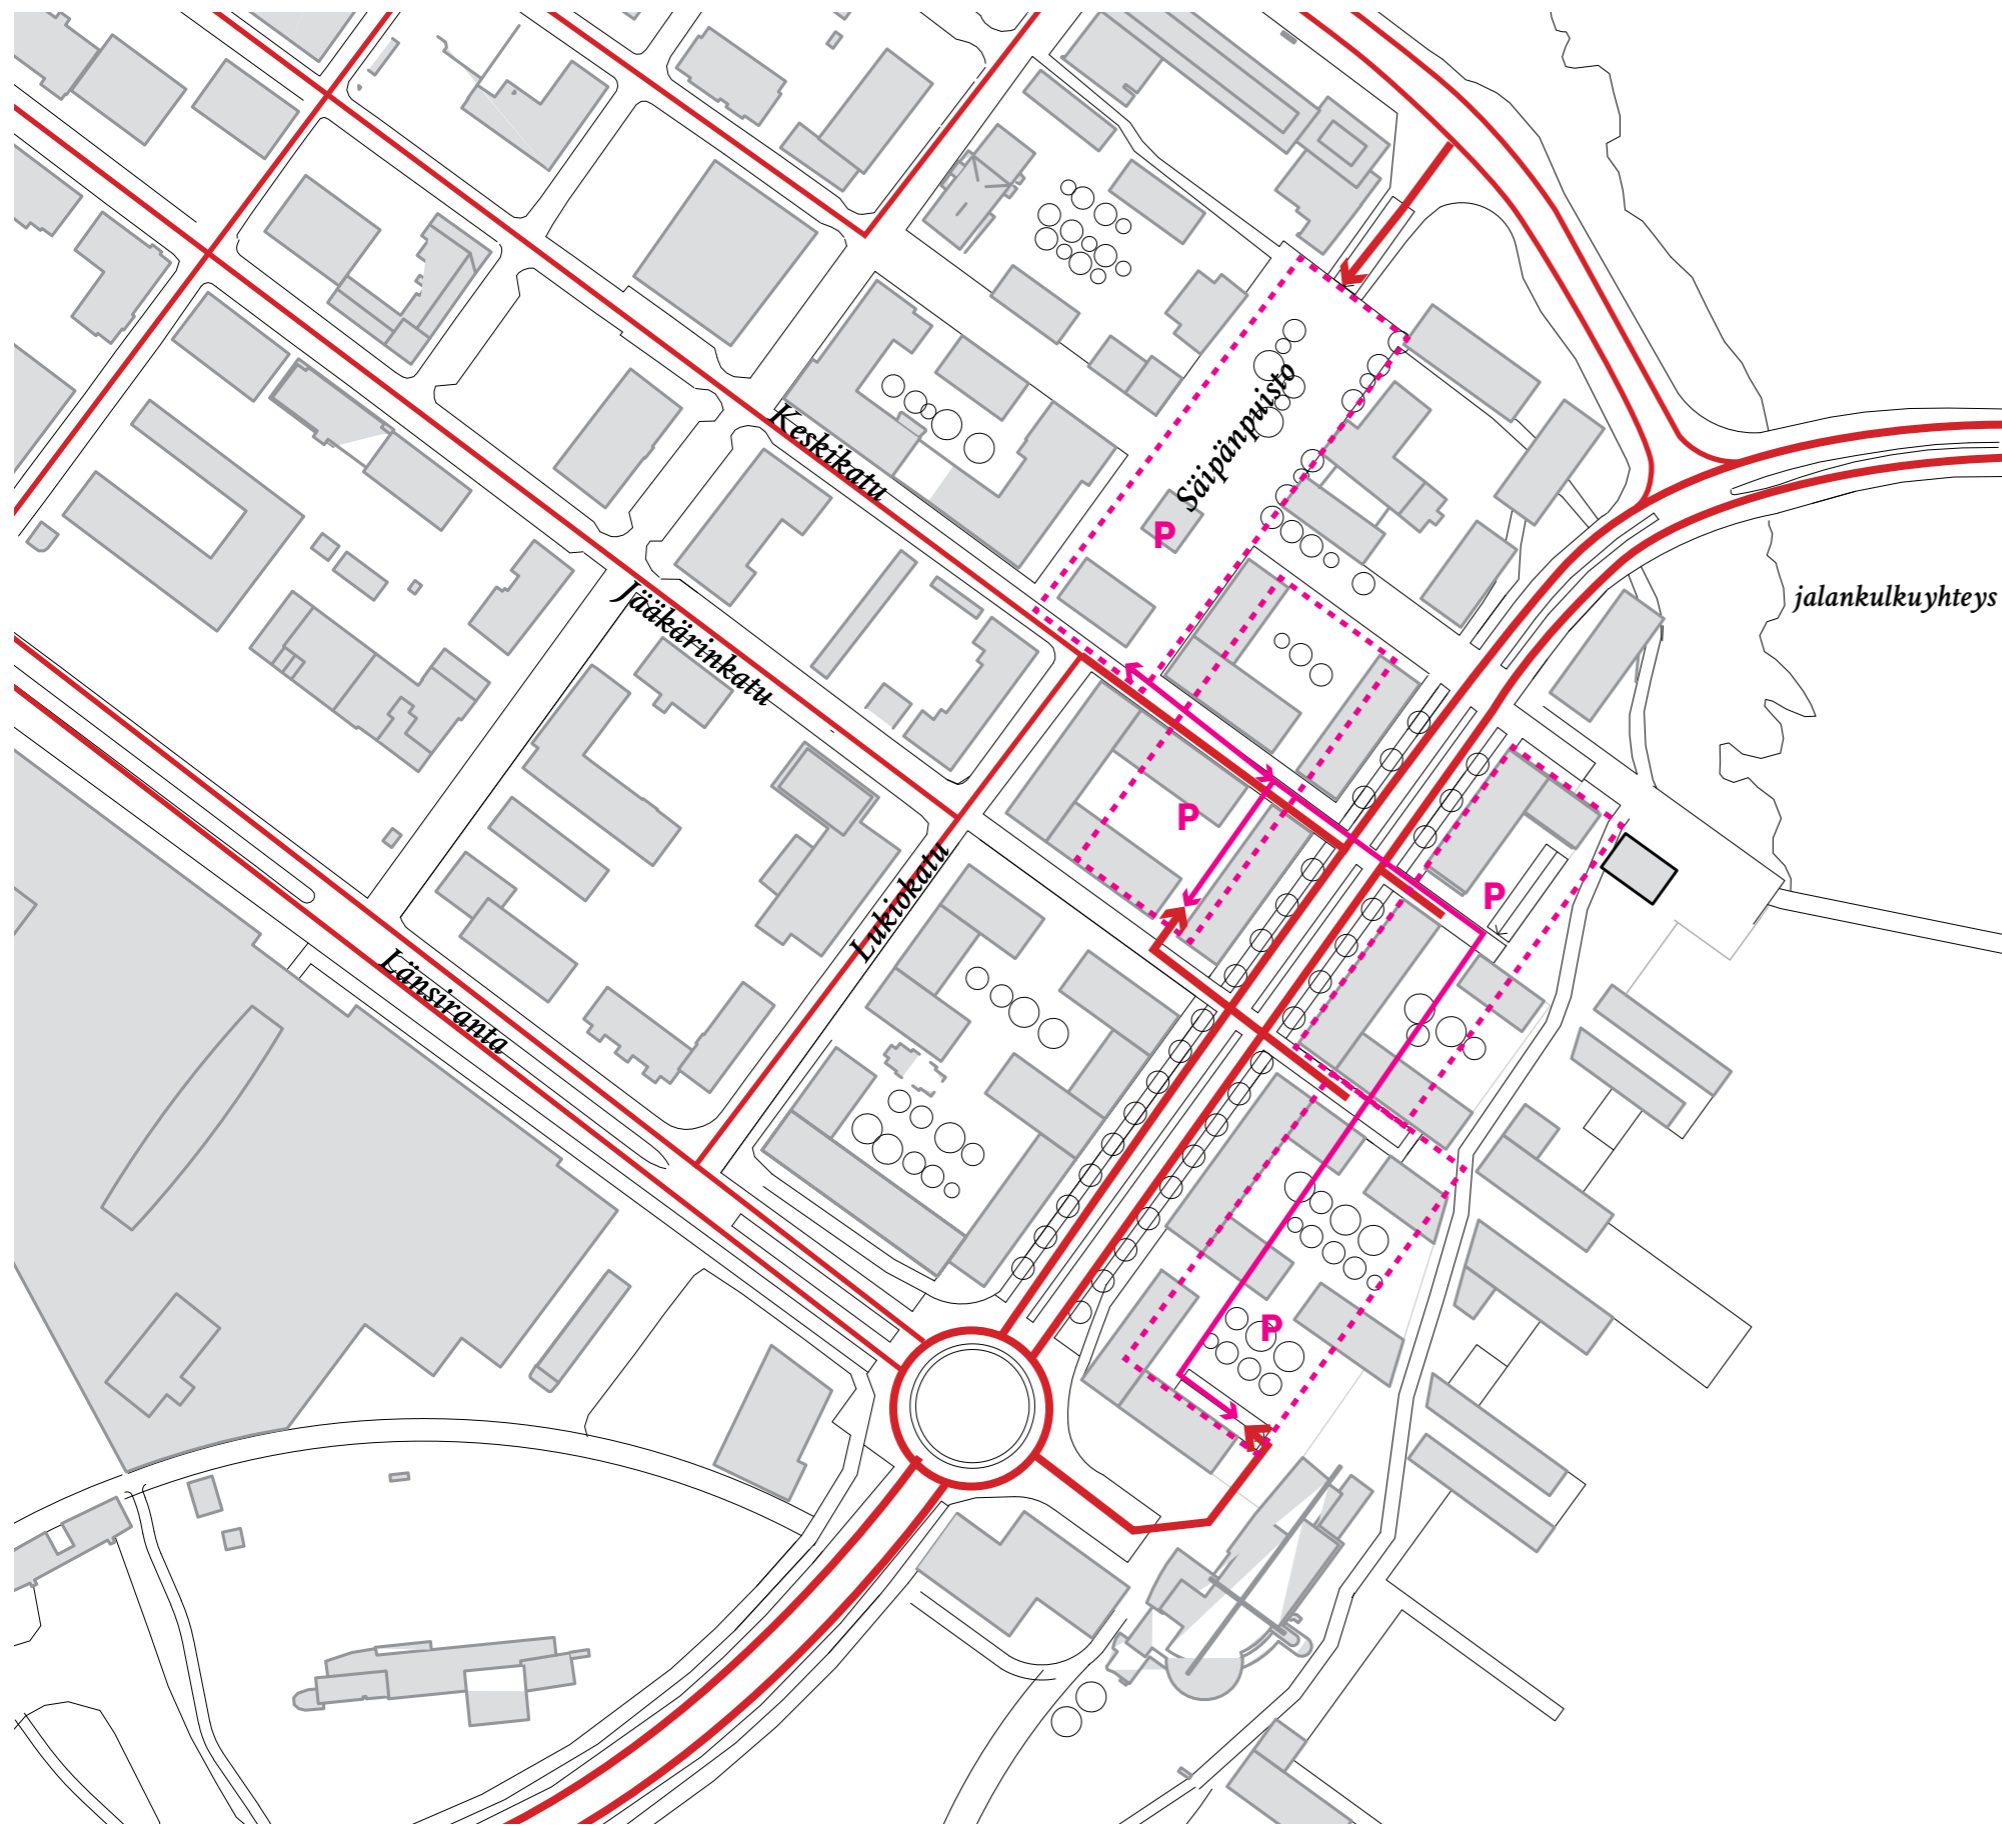 Säipänpuisto
Keskikatu
P
jalankulkuyhteys
Jääkärinkatu
P
Lukiokatu
P
Länsiranta
P